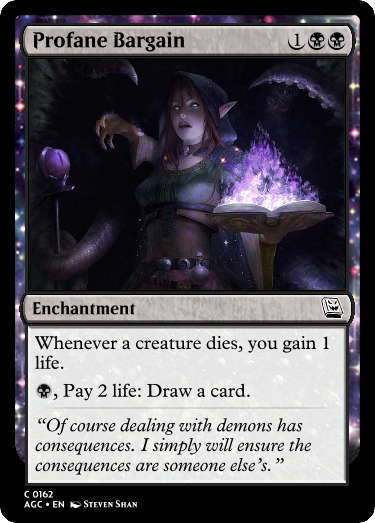 Profane Bargain 1
Enchantment
Whenever a creature dies, you gain 1
life.
, Pay 2 life: Draw a card.
“Of course dealing with demons has
consequences. I simply will ensure the
consequences are someone else’s.”
C 0162
AGC • EN Steven Shan